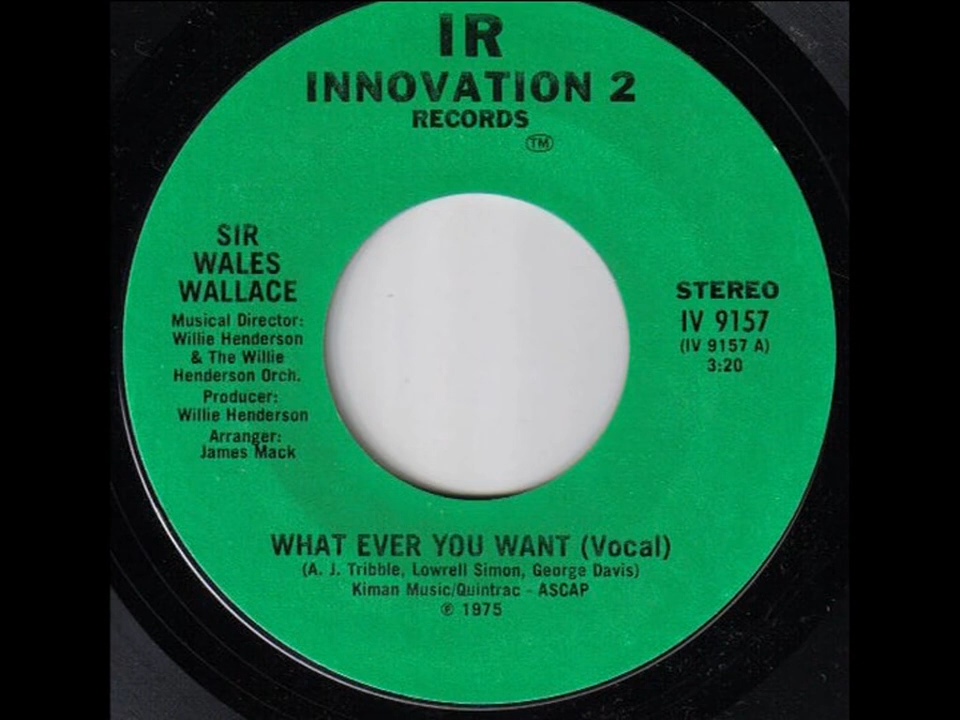 IR
INNOVATION 2
RECORDS
TM
SIR
WALES
WALLACE
Musical Director:
Willie Henderson
& The Willie
Henderson Orch.
Producer:
Willie Henderson
Arranger:
James Mack
STEREO
IV 9157
(IV 9157 A)
3:20
WHAT EVER YOU WANT (Vocal)
(A. J. Tribble, Lowrell Simon, George Davis)
Kiman Music/Quintrac - ASCAP
℗ 1975